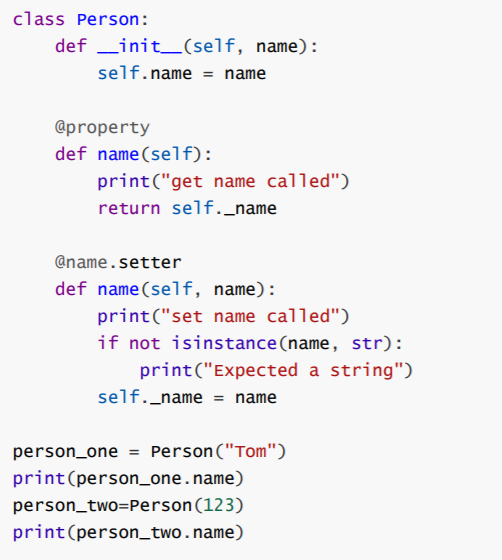 class Person:
    def __init__(self, name):
        self.name = name

    @property
    def name(self):
        print("get name called")
        return self._name

    @name.setter
    def name(self, name):
        print("set name called")
        if not isinstance(name, str):
            print("Expected a string")
        self._name = name

person_one = Person("Tom")
print(person_one.name)
person_two=Person(123)
print(person_two.name)